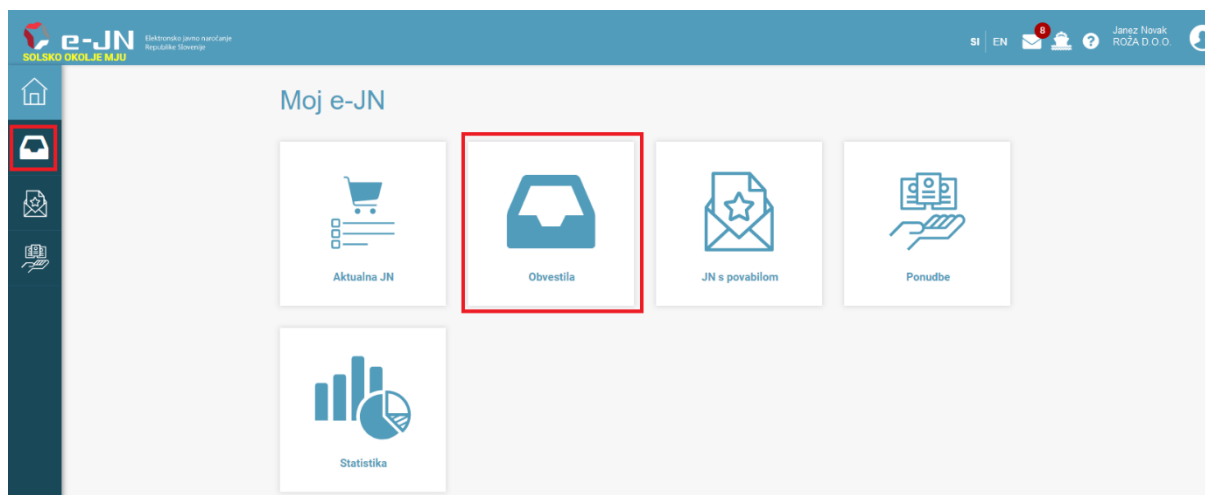 e-JN
Elektronsko javno naročanje
Republike Slovenije
SOLSKO OKOLJE MJU
SI EN
8
?
Janez Novak
ROŽA D.O.O.
Moj e-JN
Aktualna JN
Obvestila
JN s povabilom
Ponudbe
Statistika